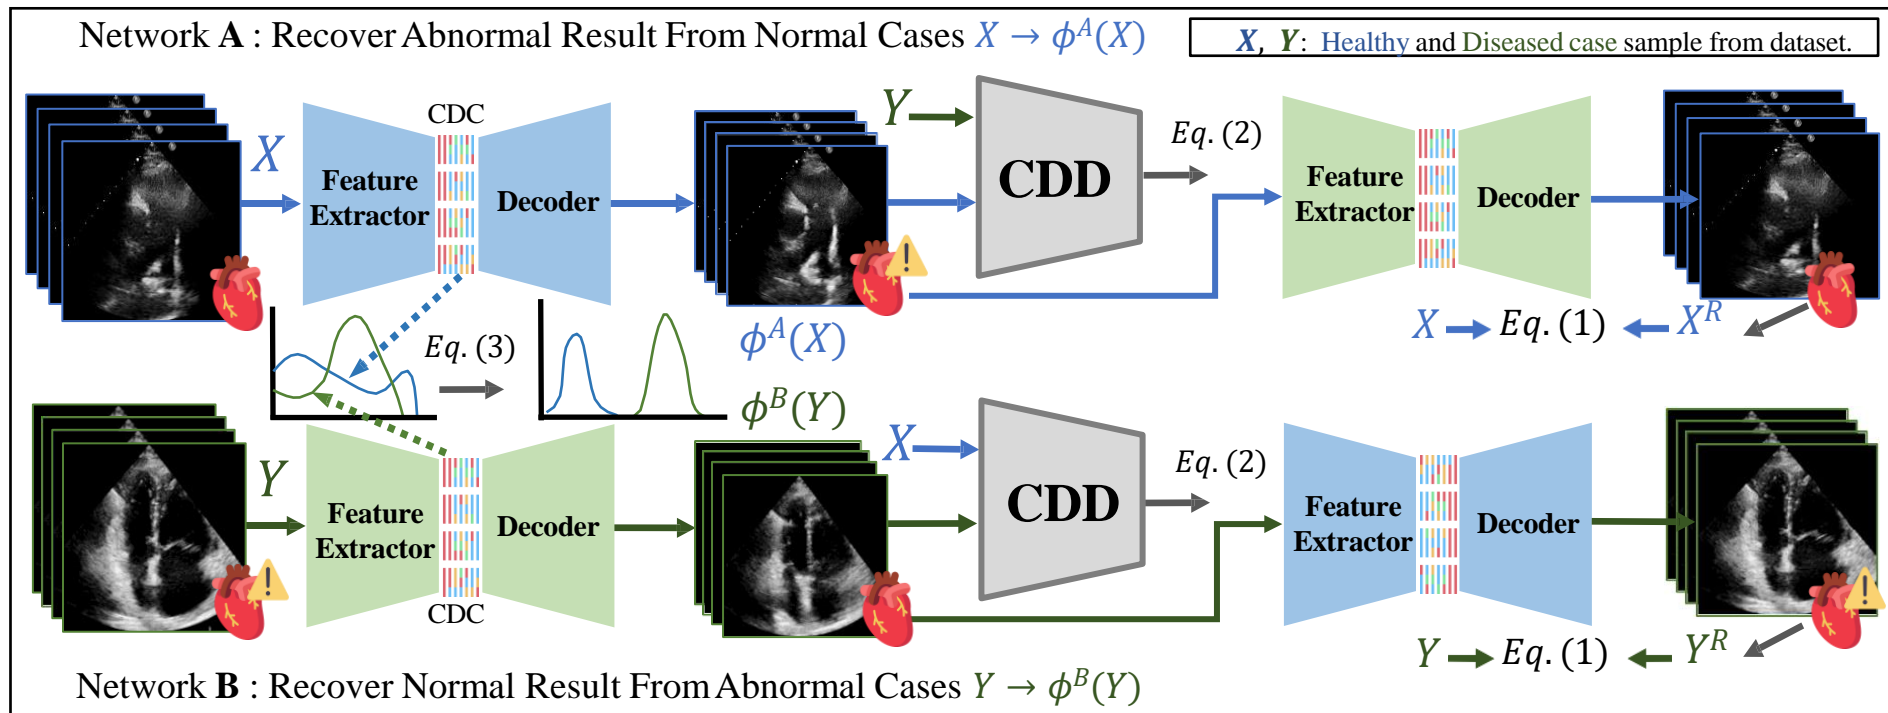 Network A : Recover Abnormal Result From Normal Cases X → ϕ^A(X)
X, Y: Healthy and Diseased case sample from dataset.
X
Feature Extractor
CDC
Decoder
Y
CDD
Eq. (2)
Feature Extractor
Decoder
ϕ^A(X)
X
Eq. (1)
X^R
Eq. (3)
ϕ^B(Y)
Y
Feature Extractor
CDC
Decoder
X
CDD
Eq. (2)
Feature Extractor
Decoder
Y
Eq. (1)
Y^R
Network B : Recover Normal Result From Abnormal Cases Y → ϕ^B(Y)